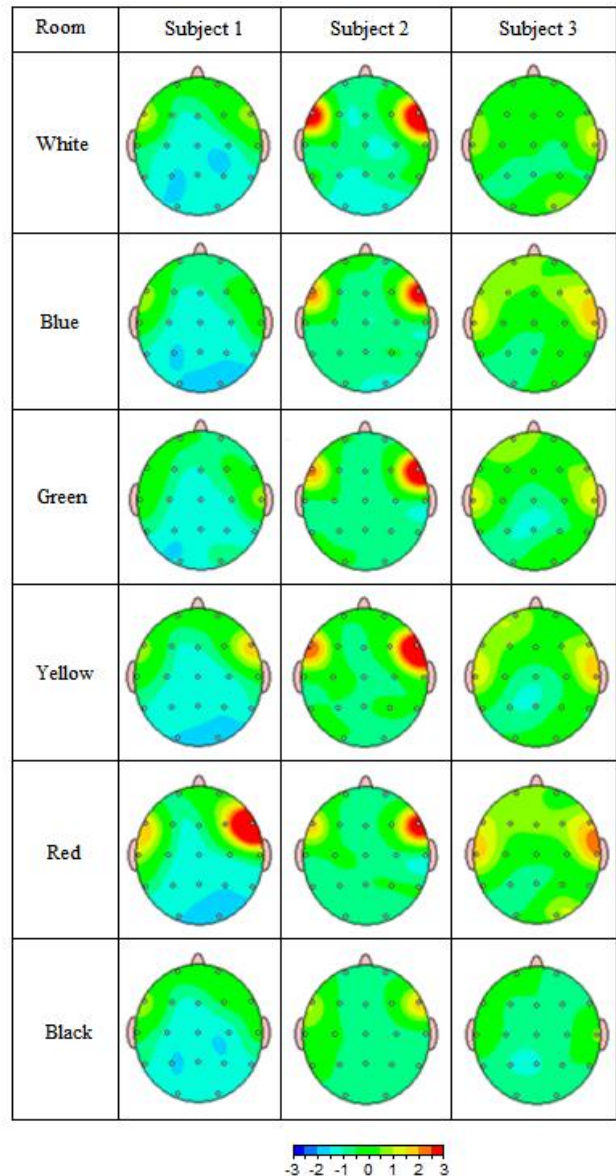 Room Subject 1 Subject 2 Subject 3
White
Blue
Green
Yellow
Red
Black
-3 -2 -1 0 1 2 3